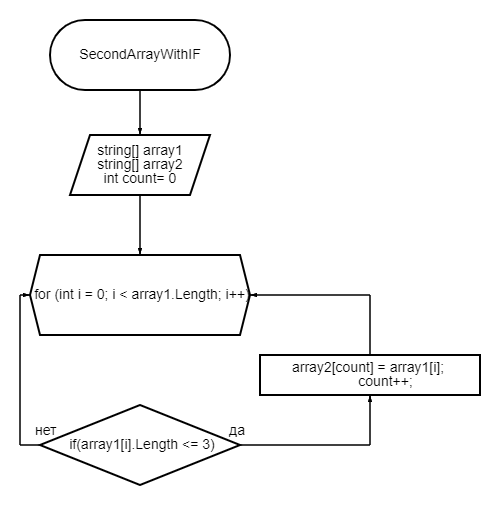 SecondArrayWithIF
string[] array1
string[] array2
int count= 0
for (int i = 0; i < array1.Length; i++)
array2[count] = array1[i];
count++;
нет
да
if(array1[i].Length <= 3)